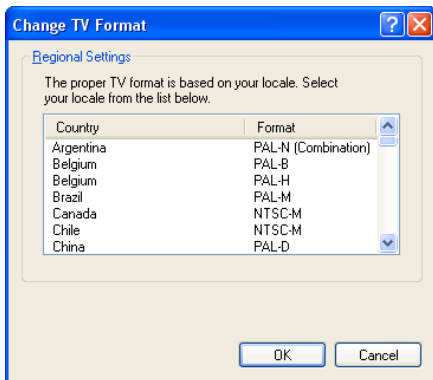 Change TV Format
Regional Settings
The proper TV format is based on your locale. Select
your locale from the list below.
Country Format
Argentina PAL-N (Combination)
Belgium PAL-B
Belgium PAL-H
Brazil PAL-M
Canada NTSC-M
Chile NTSC-M
China PAL-D
OK Cancel